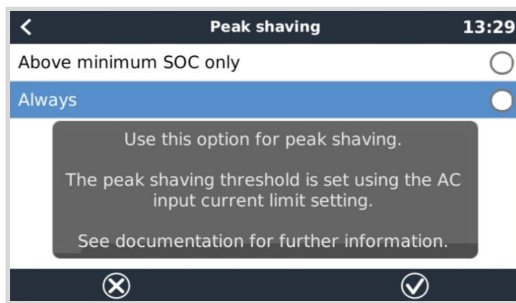 Peak shaving 13:29
Above minimum SOC only
Always
Use this option for peak shaving.
The peak shaving threshold is set using the AC
input current limit setting.
See documentation for further information.